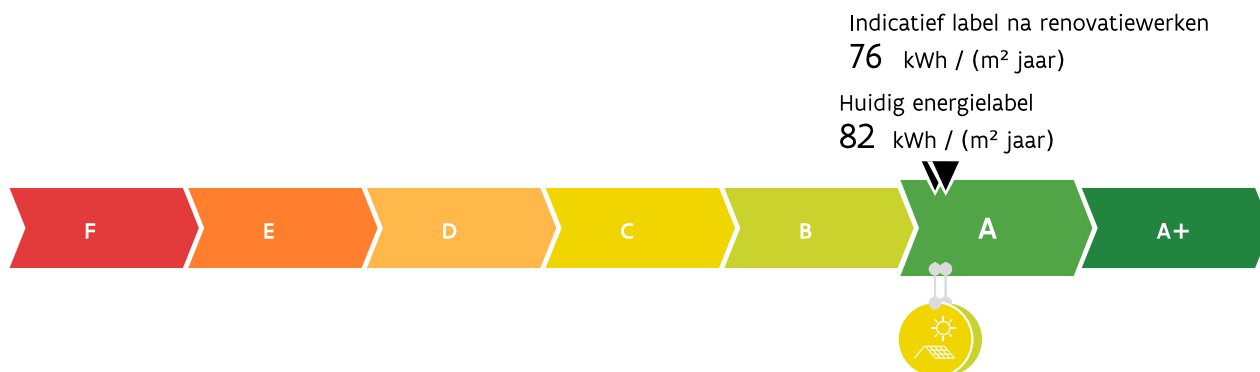 Indicatief label na renovatiewerken
76 kWh / (m² jaar)
Huidig energielabel
82 kWh / (m² jaar)
F E D C B A A+